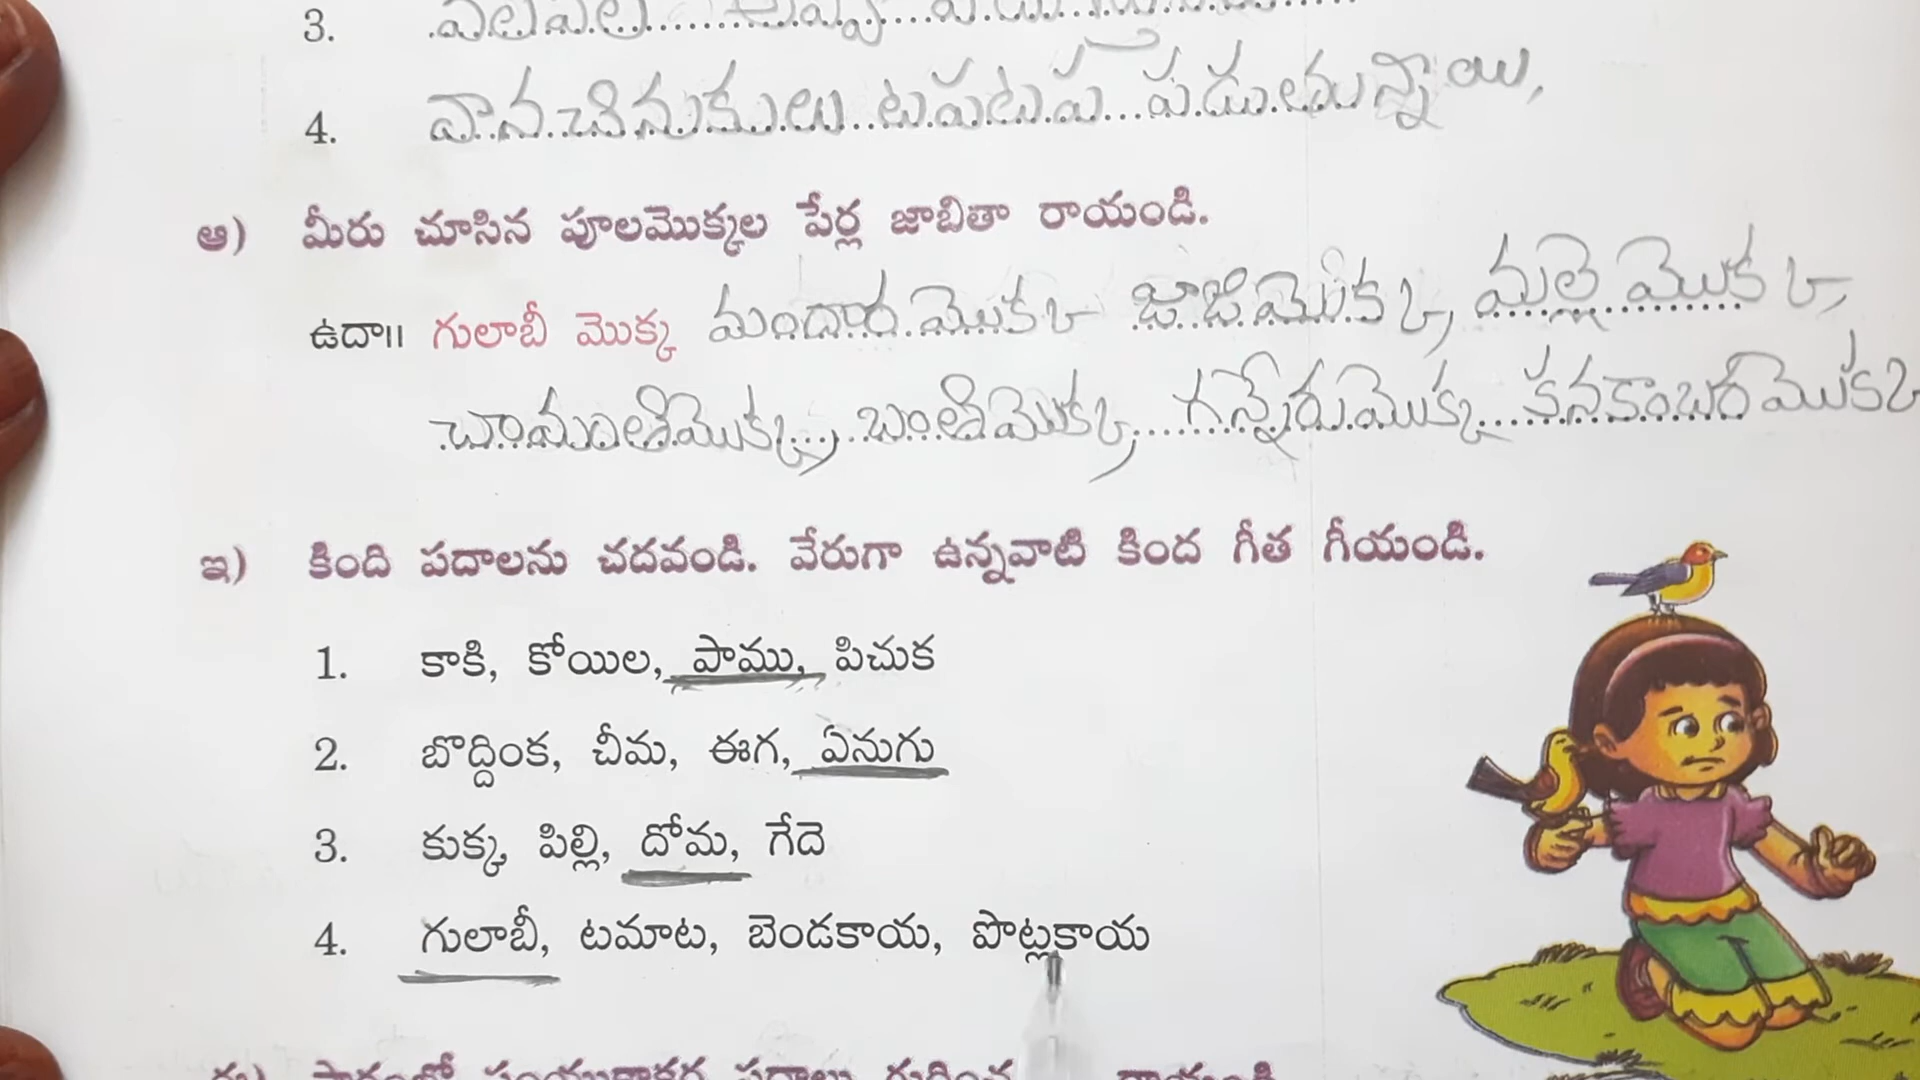 3.
4. వాన చినుకులు టపటప పడుతున్నాయి,
ఆ) మీరు చూసిన పూలమొక్కల పేర్ల జాబితా రాయండి.
ఉదా॥ గులాబీ మొక్క మందార మొక్క జాజిమొక్క, మల్లె మొక్క,
చామంతిమొక్క, బంతిమొక్క, గన్నేరుమొక్క కనకాంబరమొక్క
ఇ) కింది పదాలను చదవండి. వేరుగా ఉన్నవాటి కింద గీత గీయండి.
1. కాకి, కోయిల, పాము, పిచుక
2. బొద్దింక, చీమ, ఈగ, ఏనుగు
3. కుక్క పిల్లి, దోమ, గేదె
4. గులాబీ, టమాట, బెండకాయ, పొట్లకాయ